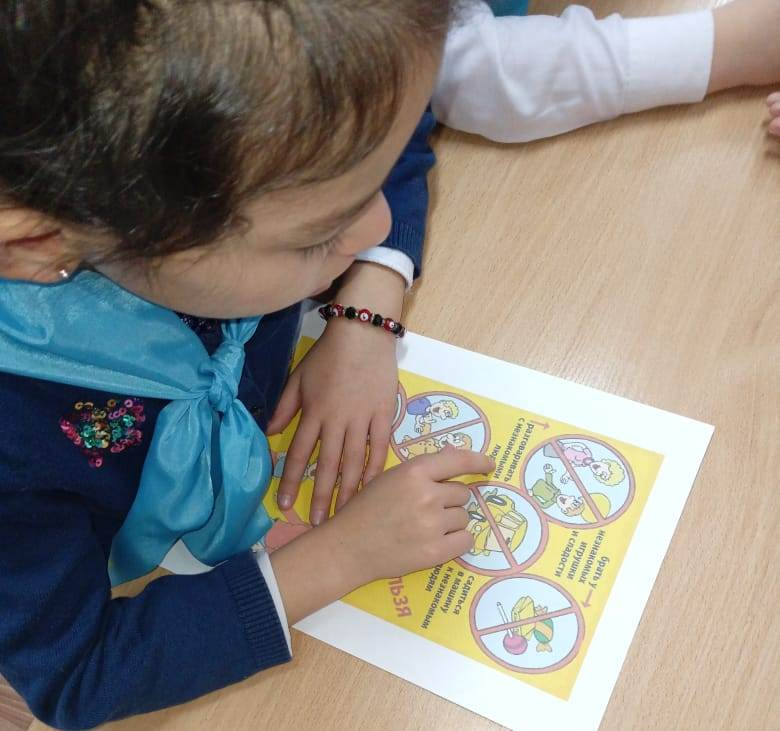 разговаривать
с незнакомыми
брать у
незнакомых
игрушки
и сладости
садиться
в машину
к незнакомым
людям
ЛЬЗЯ